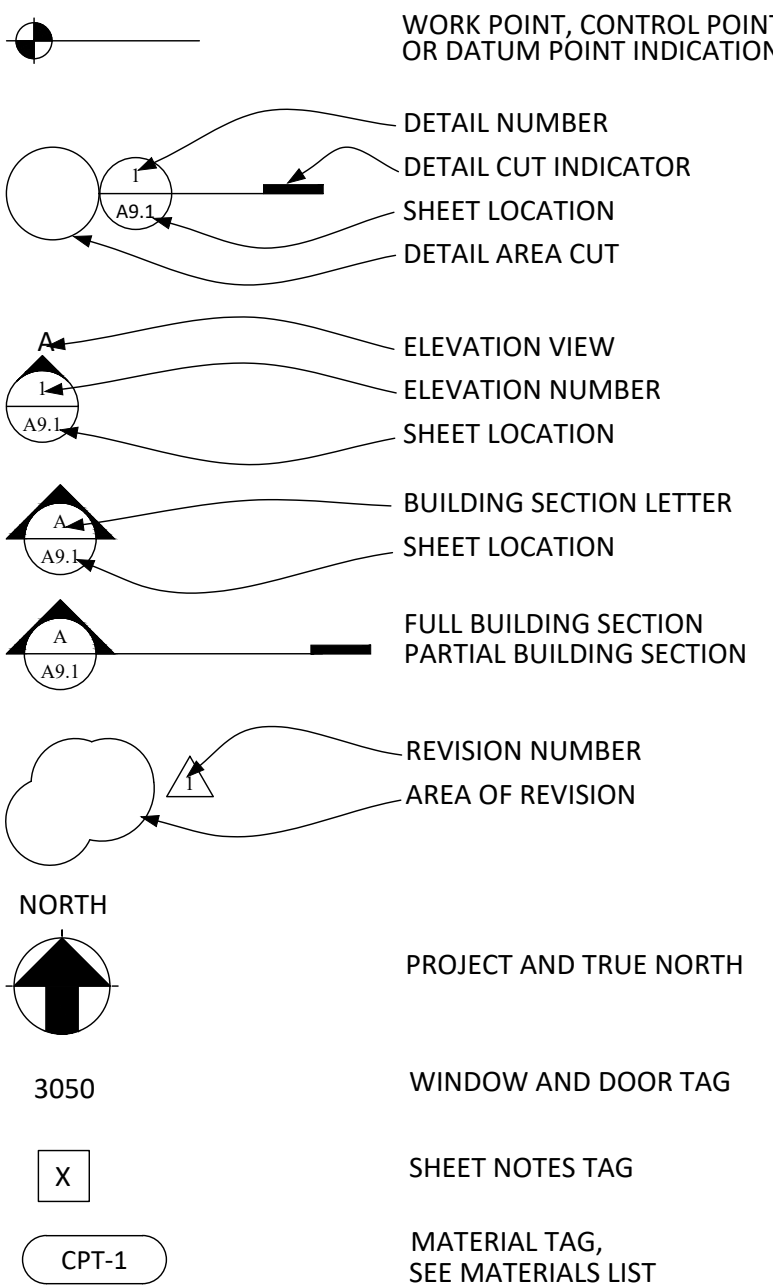 WORK POINT, CONTROL POINT
OR DATUM POINT INDICATION
DETAIL NUMBER
1
DETAIL CUT INDICATOR
A9.1
SHEET LOCATION
DETAIL AREA CUT
A
ELEVATION VIEW
1
ELEVATION NUMBER
A9.1
SHEET LOCATION
A
BUILDING SECTION LETTER
A9.1
SHEET LOCATION
A
FULL BUILDING SECTION
A9.1
PARTIAL BUILDING SECTION
1
REVISION NUMBER
AREA OF REVISION
NORTH
PROJECT AND TRUE NORTH
3050
WINDOW AND DOOR TAG
X
SHEET NOTES TAG
CPT-1
MATERIAL TAG,
SEE MATERIALS LIST